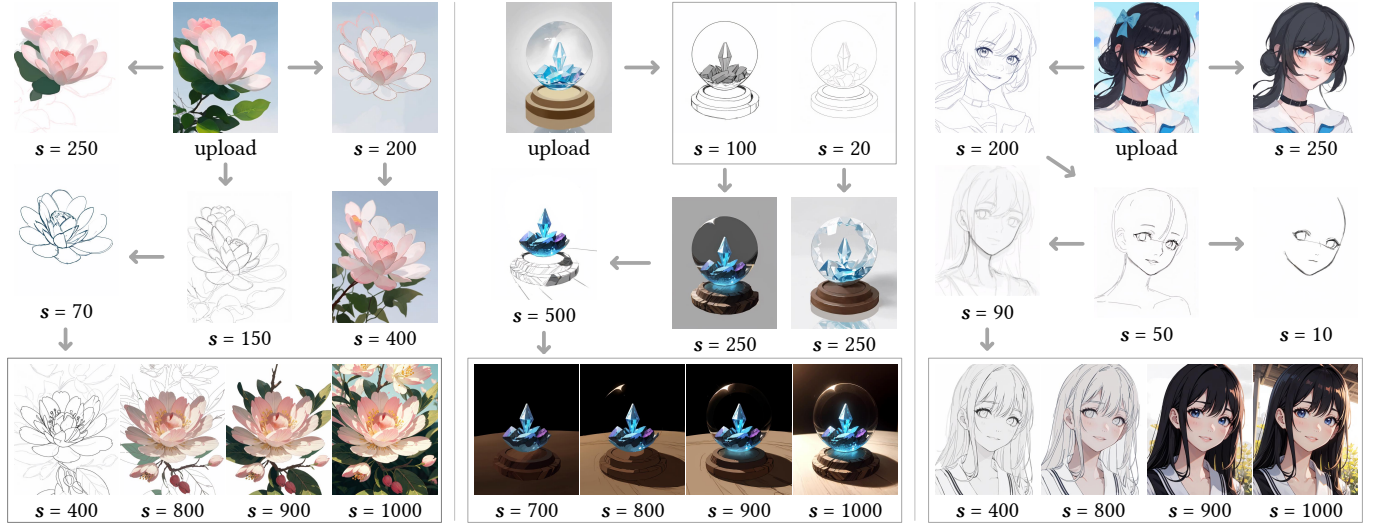 s = 250
upload
s = 200
s = 70
s = 150
s = 400
s = 400
s = 800
s = 900
s = 1000
upload
s = 100
s = 20
s = 500
s = 250
s = 250
s = 700
s = 800
s = 900
s = 1000
s = 200
upload
s = 250
s = 90
s = 50
s = 10
s = 400
s = 800
s = 900
s = 1000